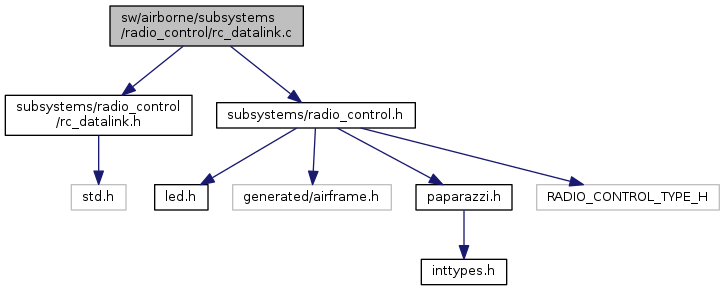 sw/airborne/subsystems
/radio_control/rc_datalink.c
subsystems/radio_control
/rc_datalink.h
subsystems/radio_control.h
std.h
led.h
generated/airframe.h
paparazzi.h
RADIO_CONTROL_TYPE_H
inttypes.h